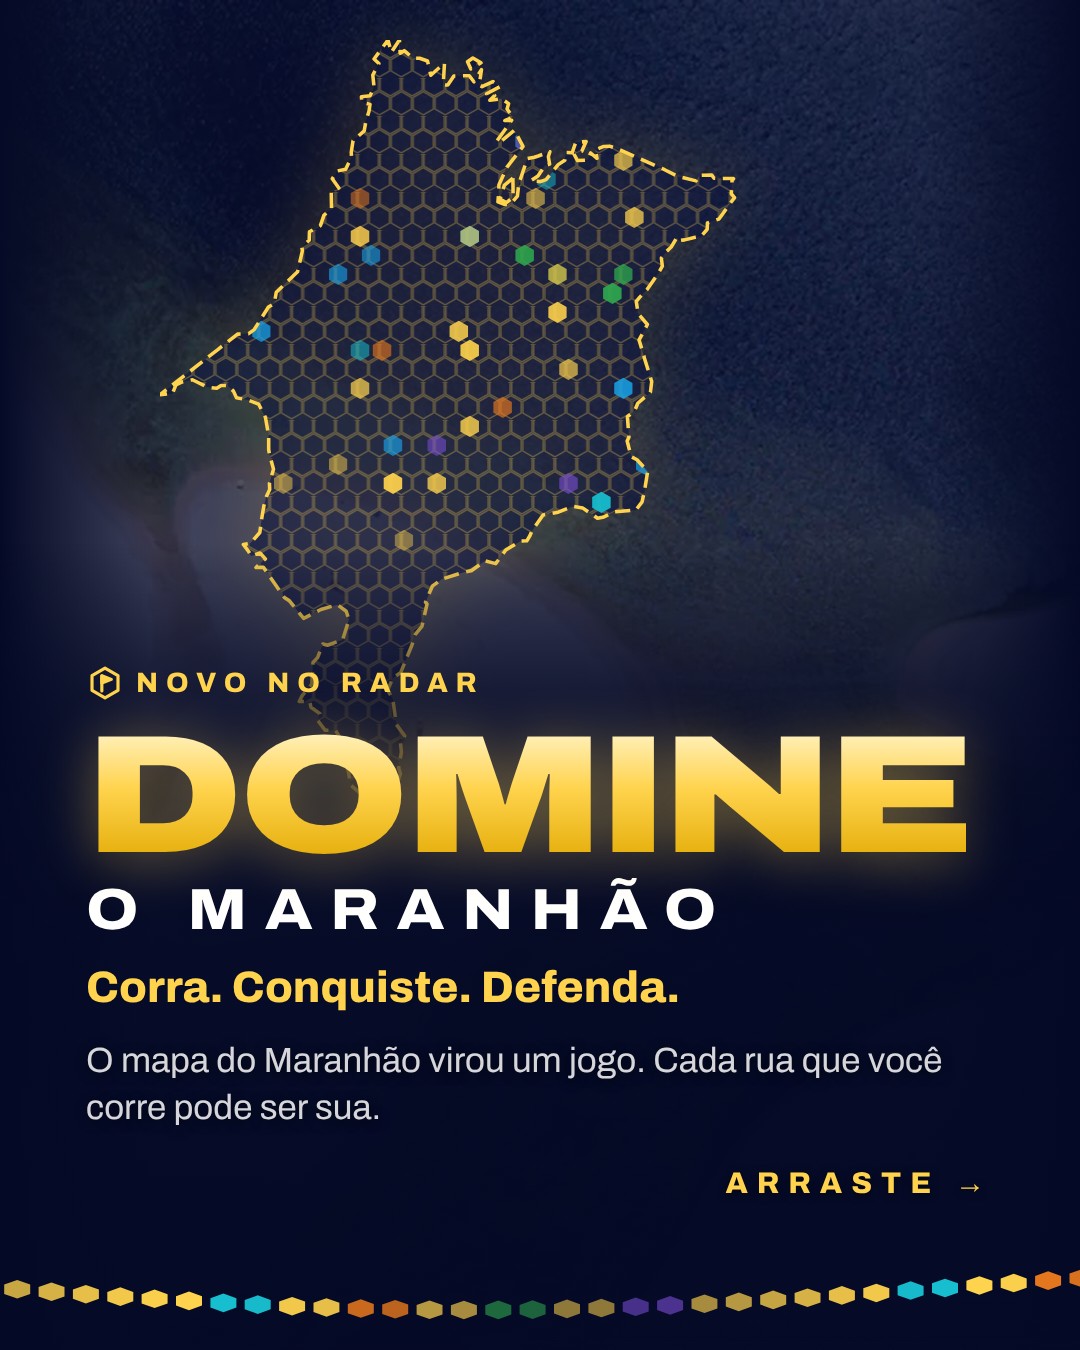 NOVO NO RADAR
DOMINE
O MARANHÃO
Corra. Conquiste. Defenda.
O mapa do Maranhão virou um jogo. Cada rua que você
corre pode ser sua.
ARRASTE →